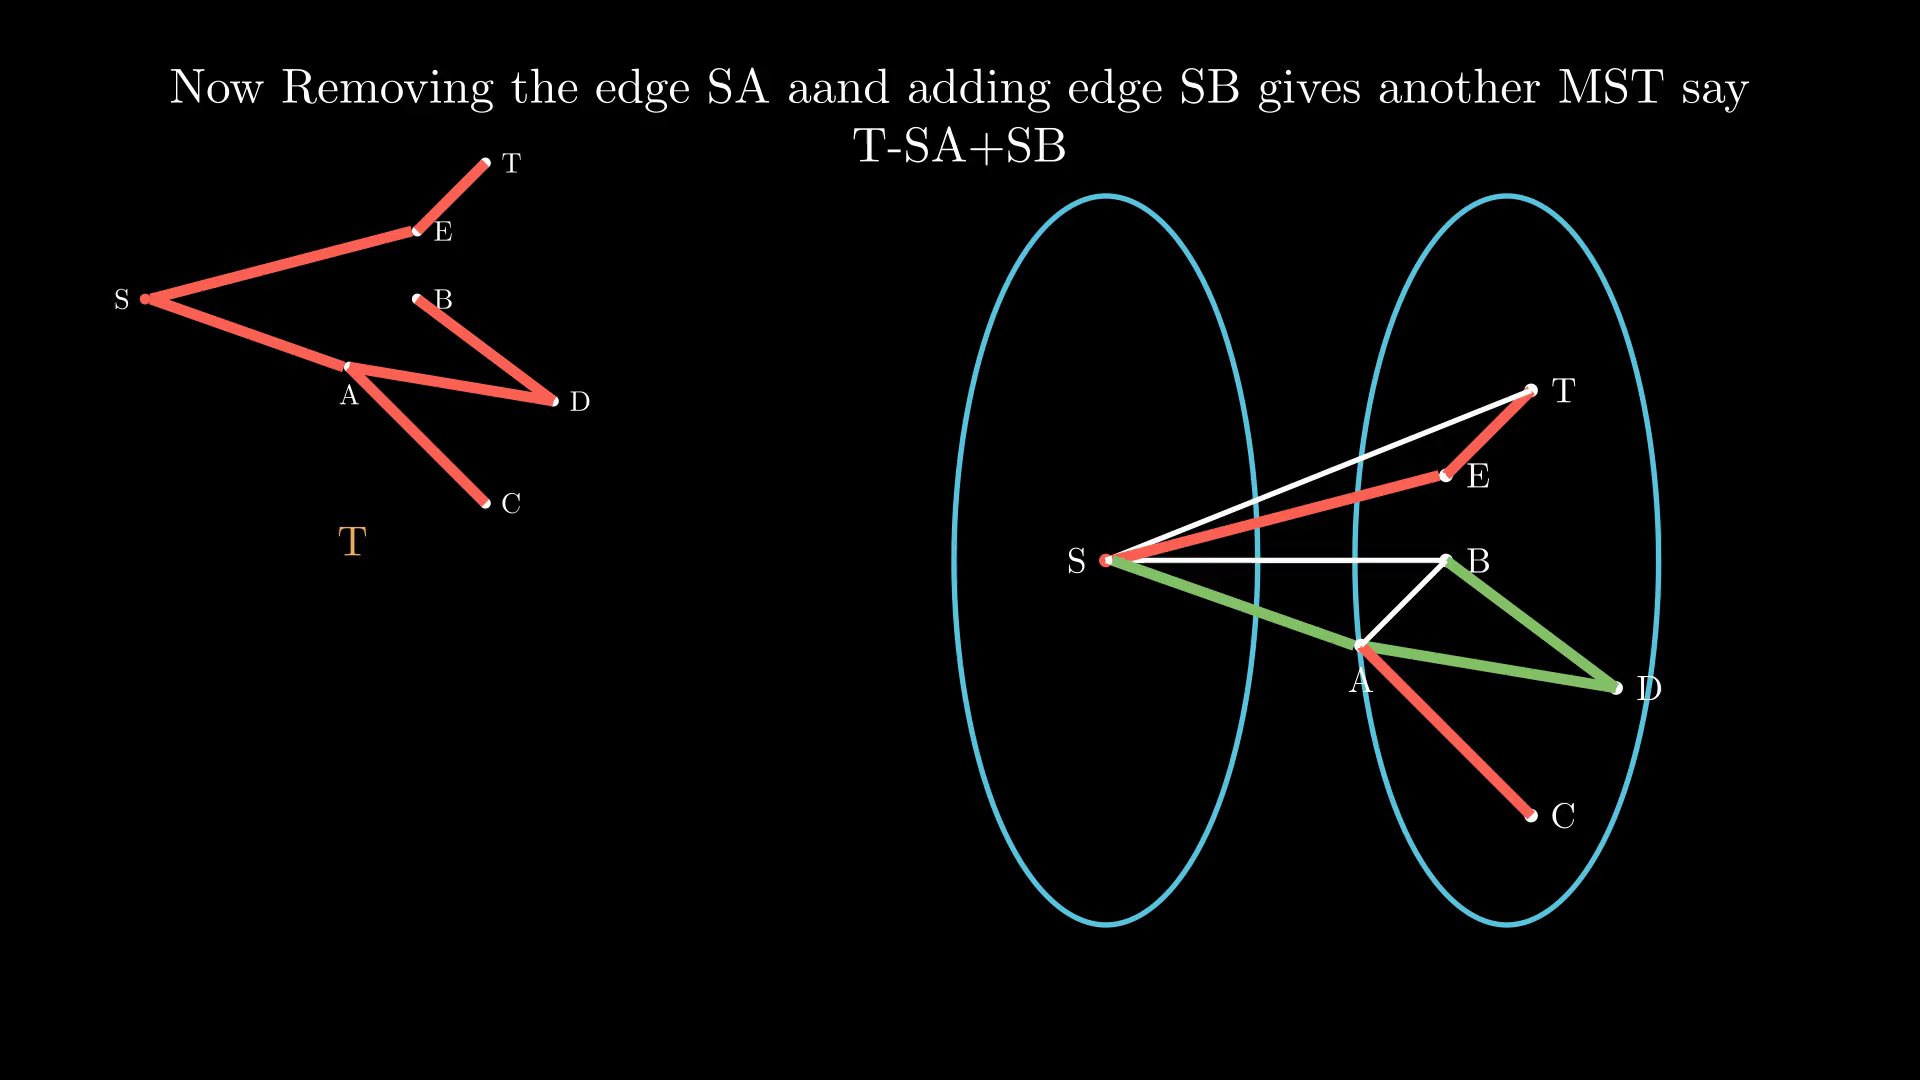 Now Removing the edge SA aand adding edge SB gives another MST say
T-SA+SB
T
E
S
B
A
D
C
T
T
E
S
B
A
D
C